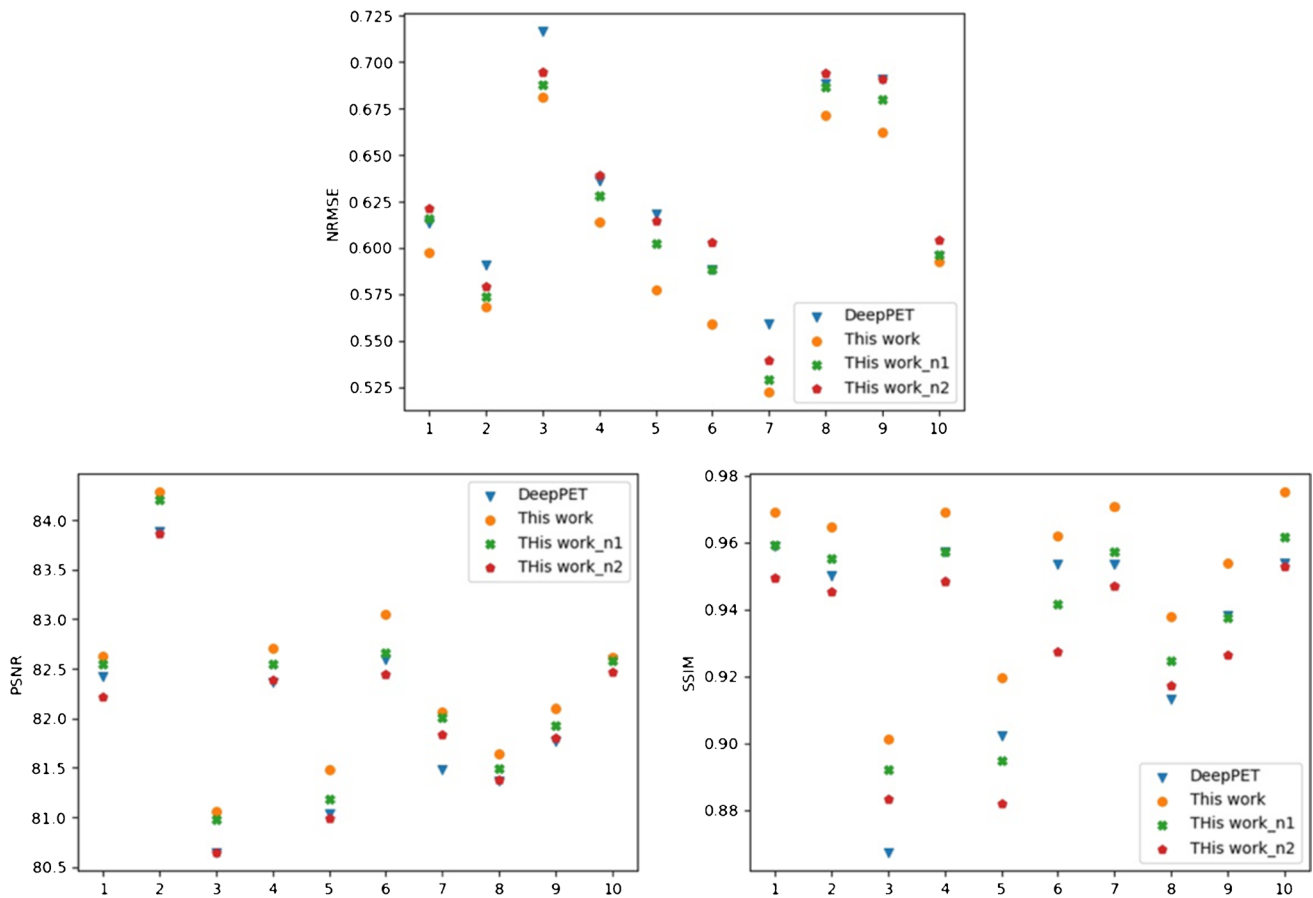 NRMSE
0.725
0.700
0.675
0.650
0.625
0.600
0.575
0.550
0.525
1 2 3 4 5 6 7 8 9 10
DeepPET
This work
THis work_n1
THis work_n2
PSNR
84.0
83.5
83.0
82.5
82.0
81.5
81.0
80.5
1 2 3 4 5 6 7 8 9 10
DeepPET
This work
THis work_n1
THis work_n2
SSIM
0.98
0.96
0.94
0.92
0.90
0.88
1 2 3 4 5 6 7 8 9 10
DeepPET
This work
THis work_n1
THis work_n2